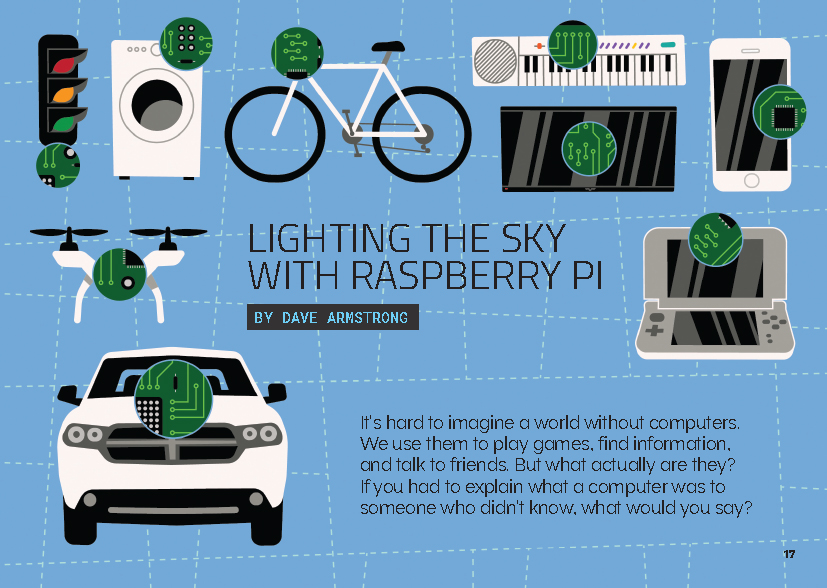 LIGHTING THE SKY
WITH RASPBERRY PI
BY DAVE ARMSTRONG
It's hard to imagine a world without computers.
We use them to play games, find information,
and talk to friends. But what actually are they?
If you had to explain what a computer was to
someone who didn't know, what would you say?
17